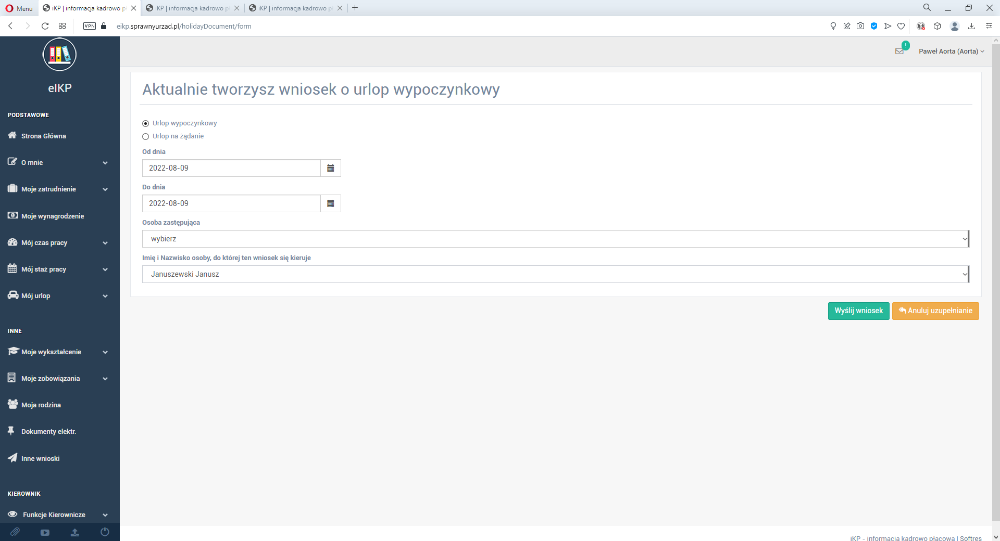 Menu
iKP | informacja kadrowo p
iKP | informacja kadrowo p
iKP | informacja kadrowo p
VPN
eikp.sprawnyurzad.pl/holidayDocument/form
eIKP
PODSTAWOWE
Strona Główna
O mnie
Moje zatrudnienie
Moje wynagrodzenie
Mój czas pracy
Mój staż pracy
Mój urlop
INNE
Moje wykształcenie
Moje zobowiązania
Moja rodzina
Dokumenty elektr.
Inne wnioski
KIEROWNIK
Funkcje Kierownicze
!
Paweł Aorta (Aorta)
Aktualnie tworzysz wniosek o urlop wypoczynkowy
Urlop wypoczynkowy
Urlop na żądanie
Od dnia
2022-08-09
Do dnia
2022-08-09
Osoba zastępująca
wybierz
Imię i Nazwisko osoby, do której ten wniosek się kieruje
Januszewski Janusz
Wyślij wniosek
Anuluj uzupełnianie
iKP - informacja kadrowo płacowa | Softres